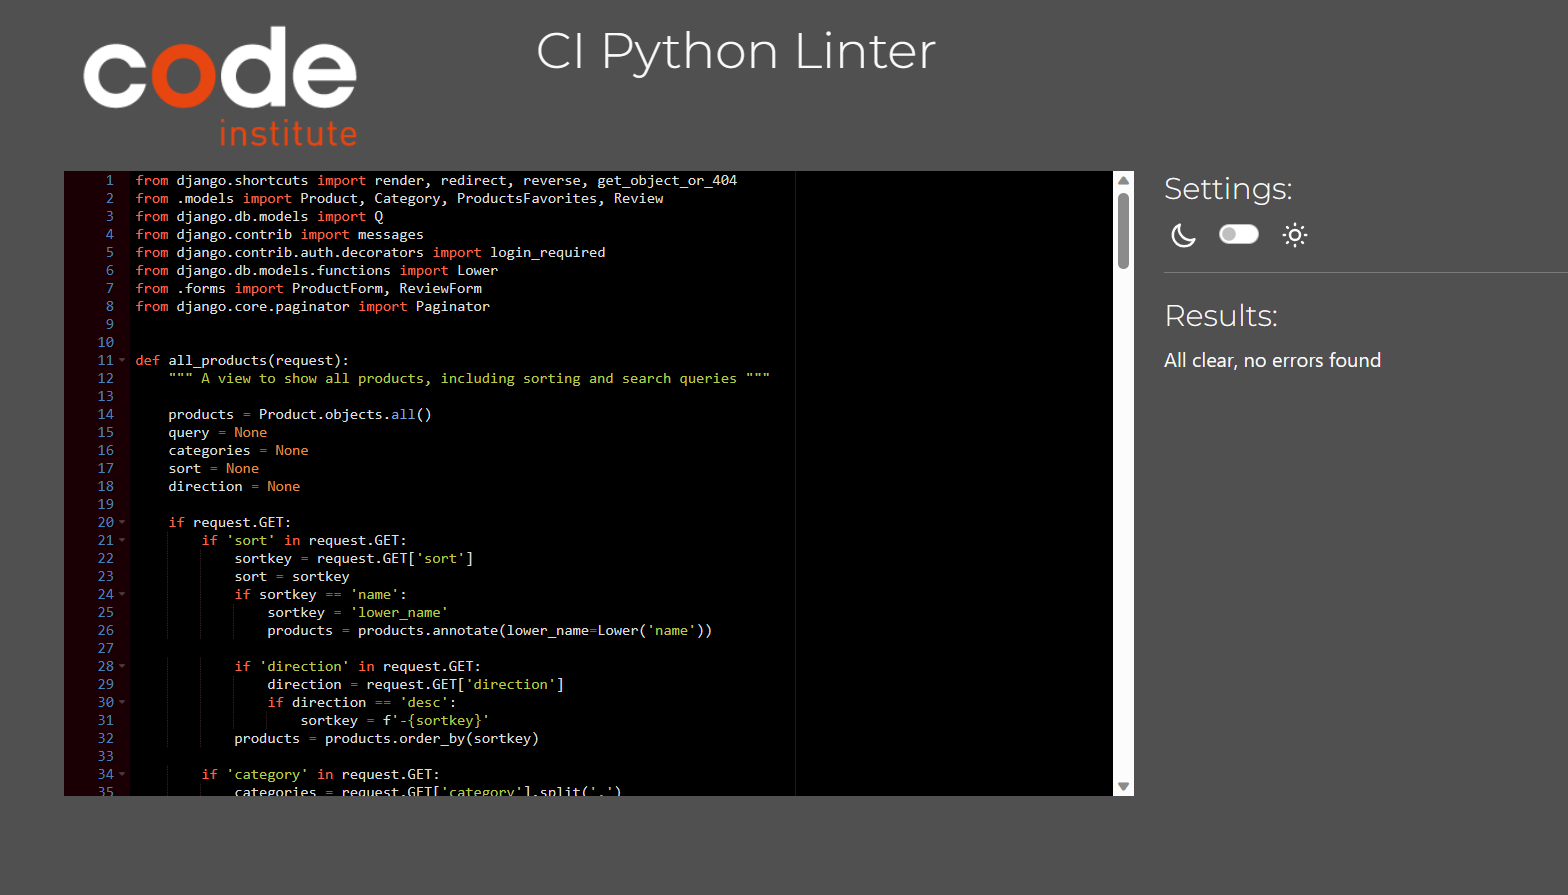 code
institute
CI Python Linter
1 from django.shortcuts import render, redirect, reverse, get_object_or_404
2 from .models import Product, Category, ProductsFavorites, Review
3 from django.db.models import Q
4 from django.contrib import messages
5 from django.contrib.auth.decorators import login_required
6 from django.db.models.functions import Lower
7 from .forms import ProductForm, ReviewForm
8 from django.core.paginator import Paginator
9
10
11 def all_products(request):
12     """ A view to show all products, including sorting and search queries """
13
14     products = Product.objects.all()
15     query = None
16     categories = None
17     sort = None
18     direction = None
19
20     if request.GET:
21         if 'sort' in request.GET:
22             sortkey = request.GET['sort']
23             sort = sortkey
24             if sortkey == 'name':
25                 sortkey = 'lower_name'
26                 products = products.annotate(lower_name=Lower('name'))
27
28             if 'direction' in request.GET:
29                 direction = request.GET['direction']
30                 if direction == 'desc':
31                     sortkey = f'-{sortkey}'
32             products = products.order_by(sortkey)
33
34         if 'category' in request.GET:
35             categories = request.GET['category'].split(',')
Settings:
Results:
All clear, no errors found